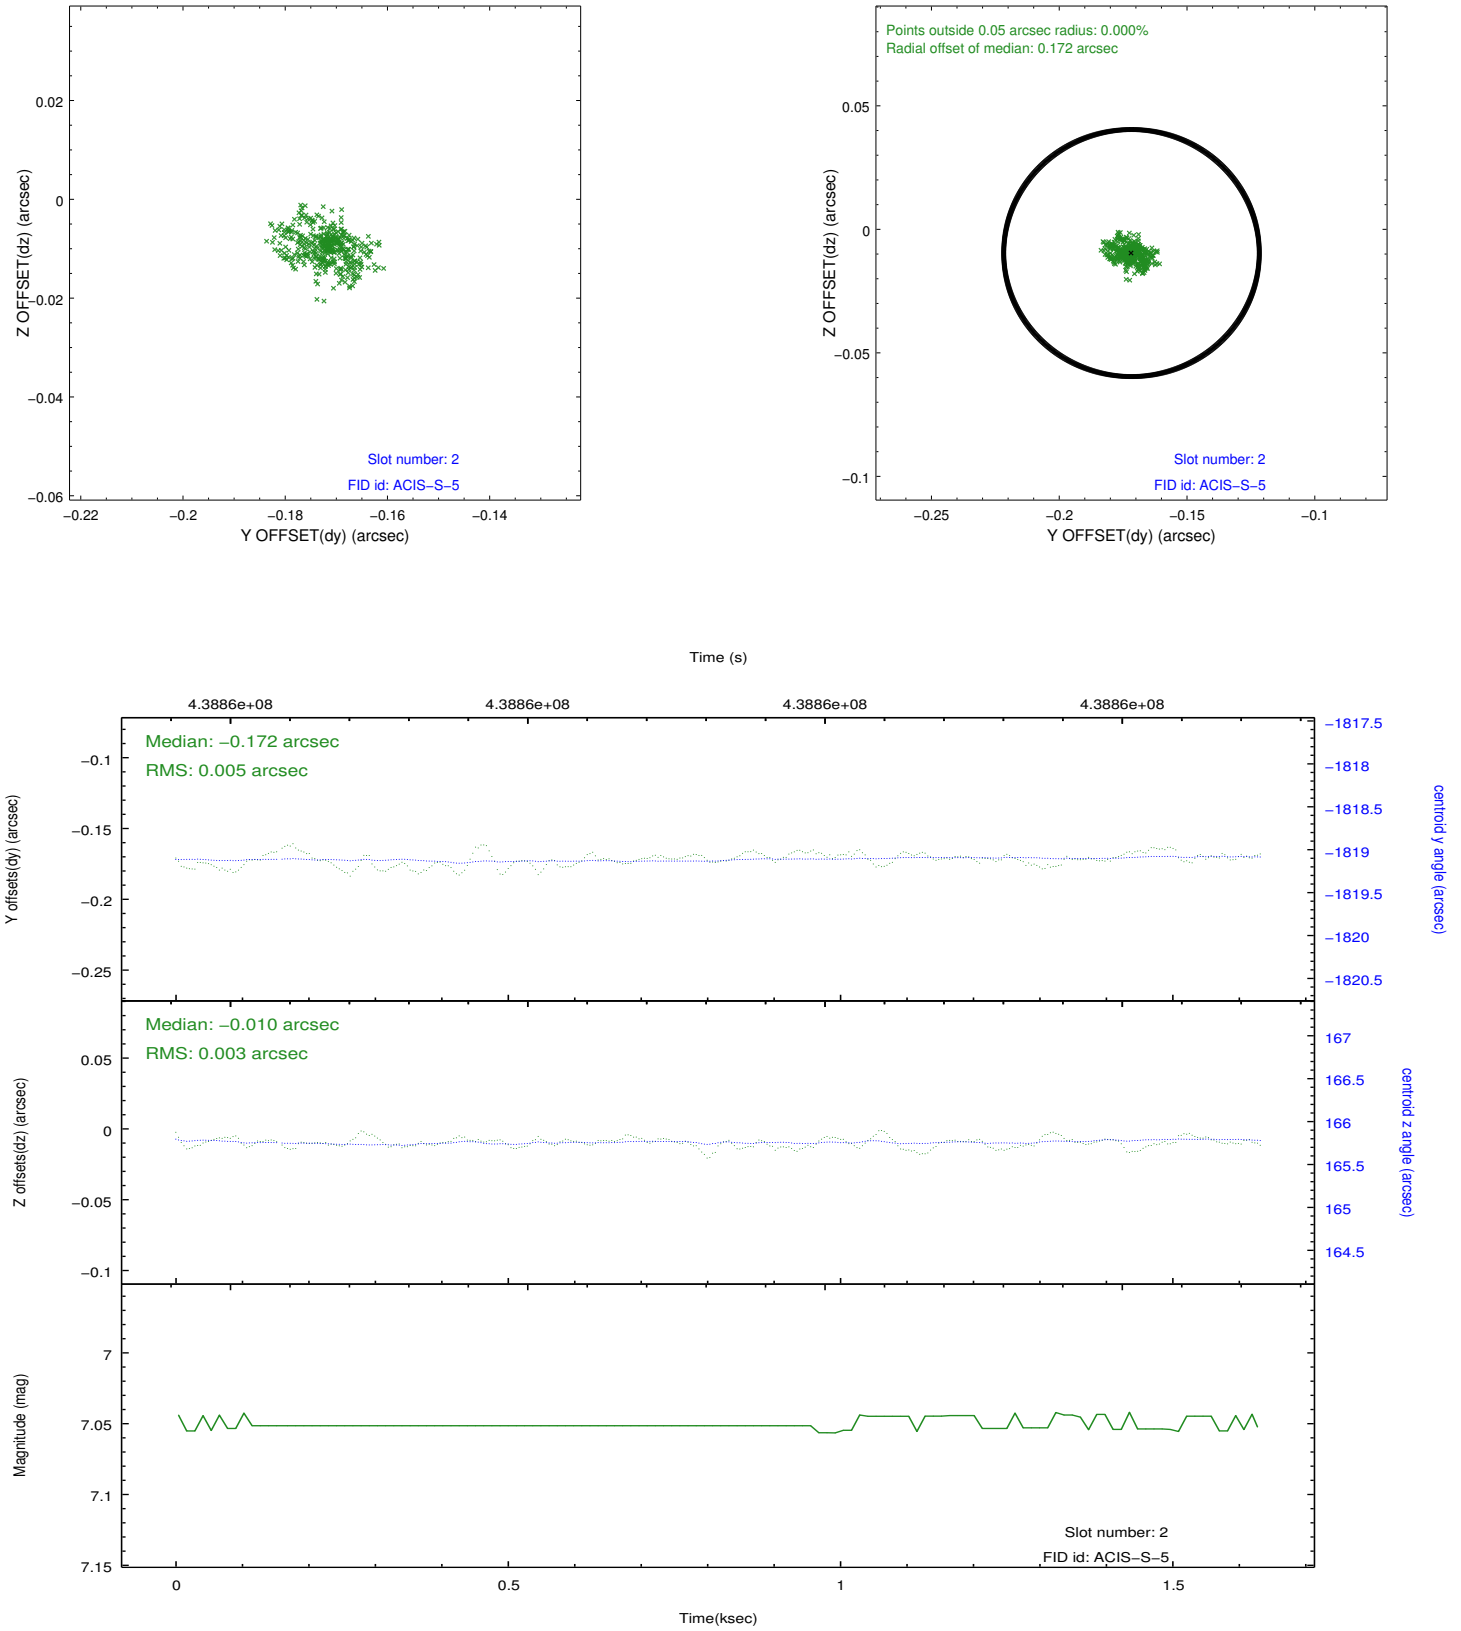 Points outside 0.05 arcsec radius: 0.000%
Radial offset of median: 0.172 arcsec
0.02
0
−0.02
−0.04
−0.06
Z OFFSET(dz) (arcsec)
Slot number: 2
FID id: ACIS−S−5
−0.22
−0.2
−0.18
−0.16
−0.14
Y OFFSET(dy) (arcsec)
0.05
0
−0.05
−0.1
Z OFFSET(dz) (arcsec)
Slot number: 2
FID id: ACIS−S−5
−0.25
−0.2
−0.15
−0.1
Y OFFSET(dy) (arcsec)
Time (s)
4.3886e+08
4.3886e+08
4.3886e+08
4.3886e+08
Median: −0.172 arcsec
RMS: 0.005 arcsec
−0.1
−0.15
−0.2
−0.25
Y offsets(dy) (arcsec)
−1817.5
−1818
−1818.5
−1819
−1819.5
−1820
−1820.5
centroid y angle (arcsec)
Median: −0.010 arcsec
RMS: 0.003 arcsec
0.05
0
−0.05
−0.1
Z offsets(dz) (arcsec)
167
166.5
166
165.5
165
164.5
centroid z angle (arcsec)
7
7.05
7.1
7.15
Magnitude (mag)
Slot number: 2
FID id: ACIS−S−5
0
0.5
1
1.5
Time(ksec)